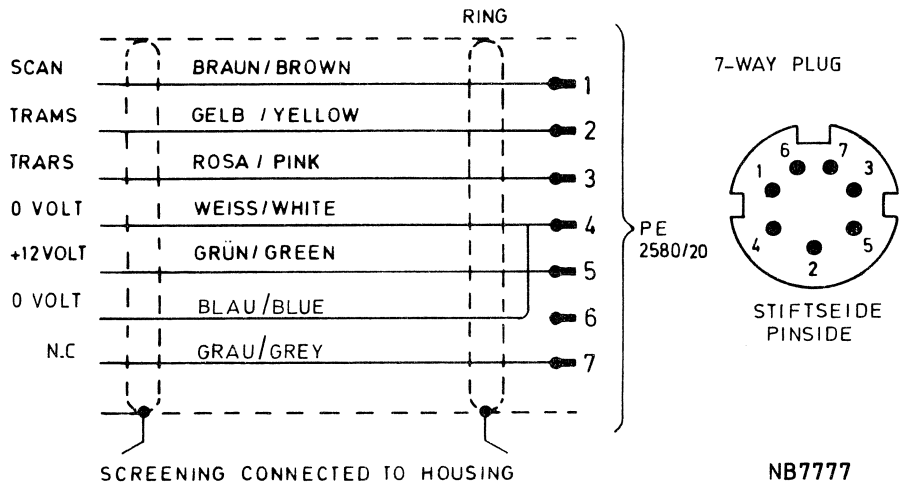 RING
SCAN BRAUN/BROWN 1
TRAMS GELB / YELLOW 2
TRARS ROSA / PINK 3
0 VOLT WEISS/WHITE 4
+12VOLT GRÜN/GREEN 5
0 VOLT BLAU/BLUE 6
N.C GRAU/GREY 7
PE
2580/20
SCREENING CONNECTED TO HOUSING
7-WAY PLUG
6 7
1 3
4 5
2
STIFTSEIDE
PINSIDE
NB7777